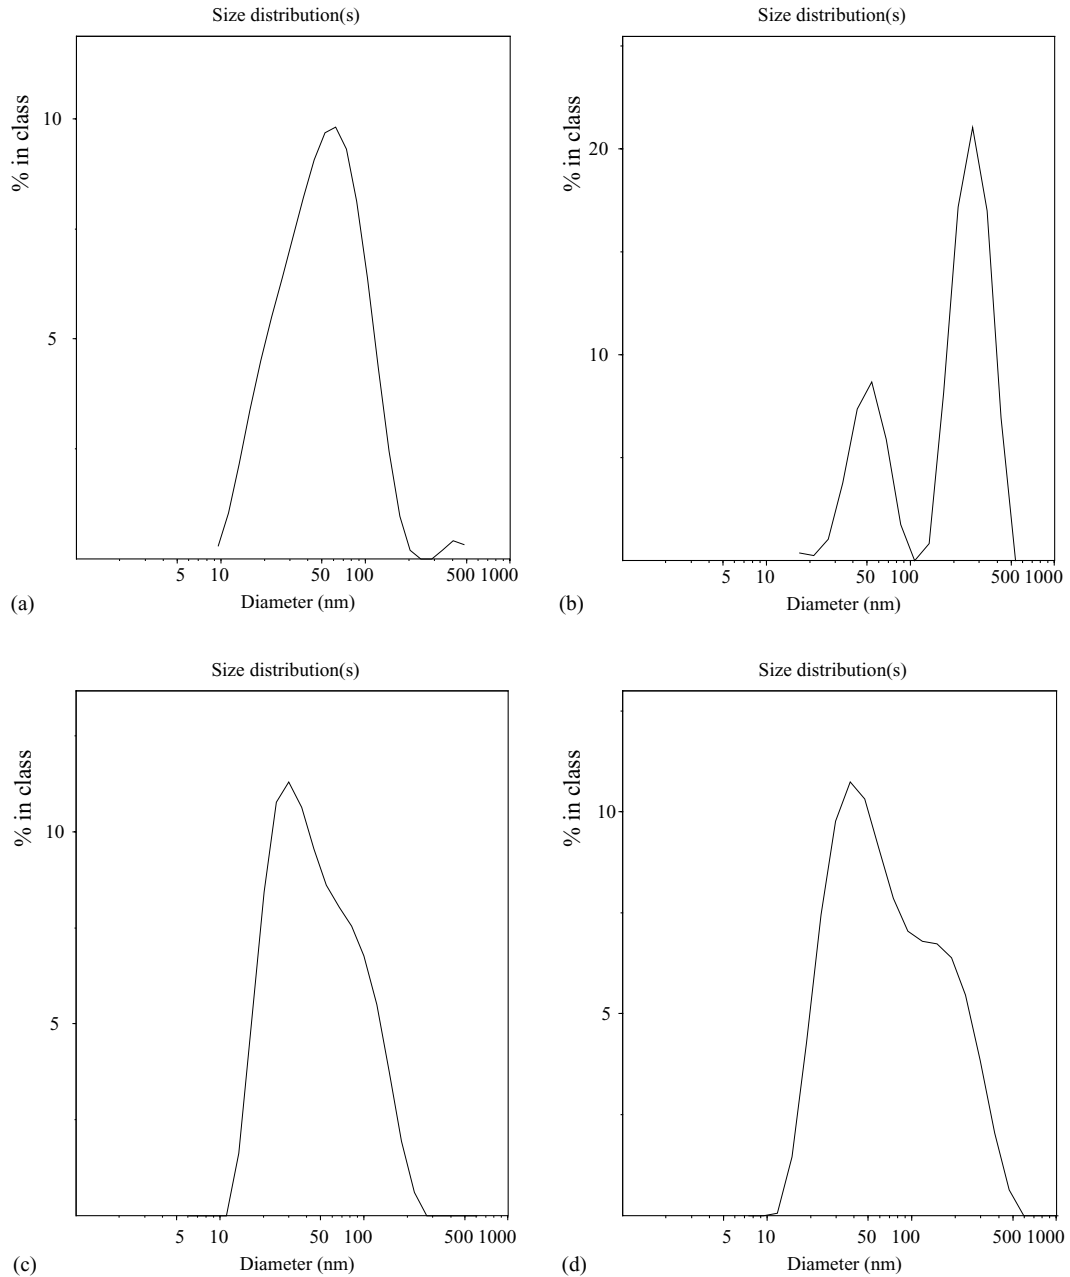 Size distribution(s)
% in class
10
5
5 10 50 100 500 1000
Diameter (nm)
(a)
Size distribution(s)
% in class
20
10
5 10 50 100 500 1000
Diameter (nm)
(b)
Size distribution(s)
% in class
10
5
5 10 50 100 500 1000
Diameter (nm)
(c)
Size distribution(s)
% in class
10
5
5 10 50 100 500 1000
Diameter (nm)
(d)